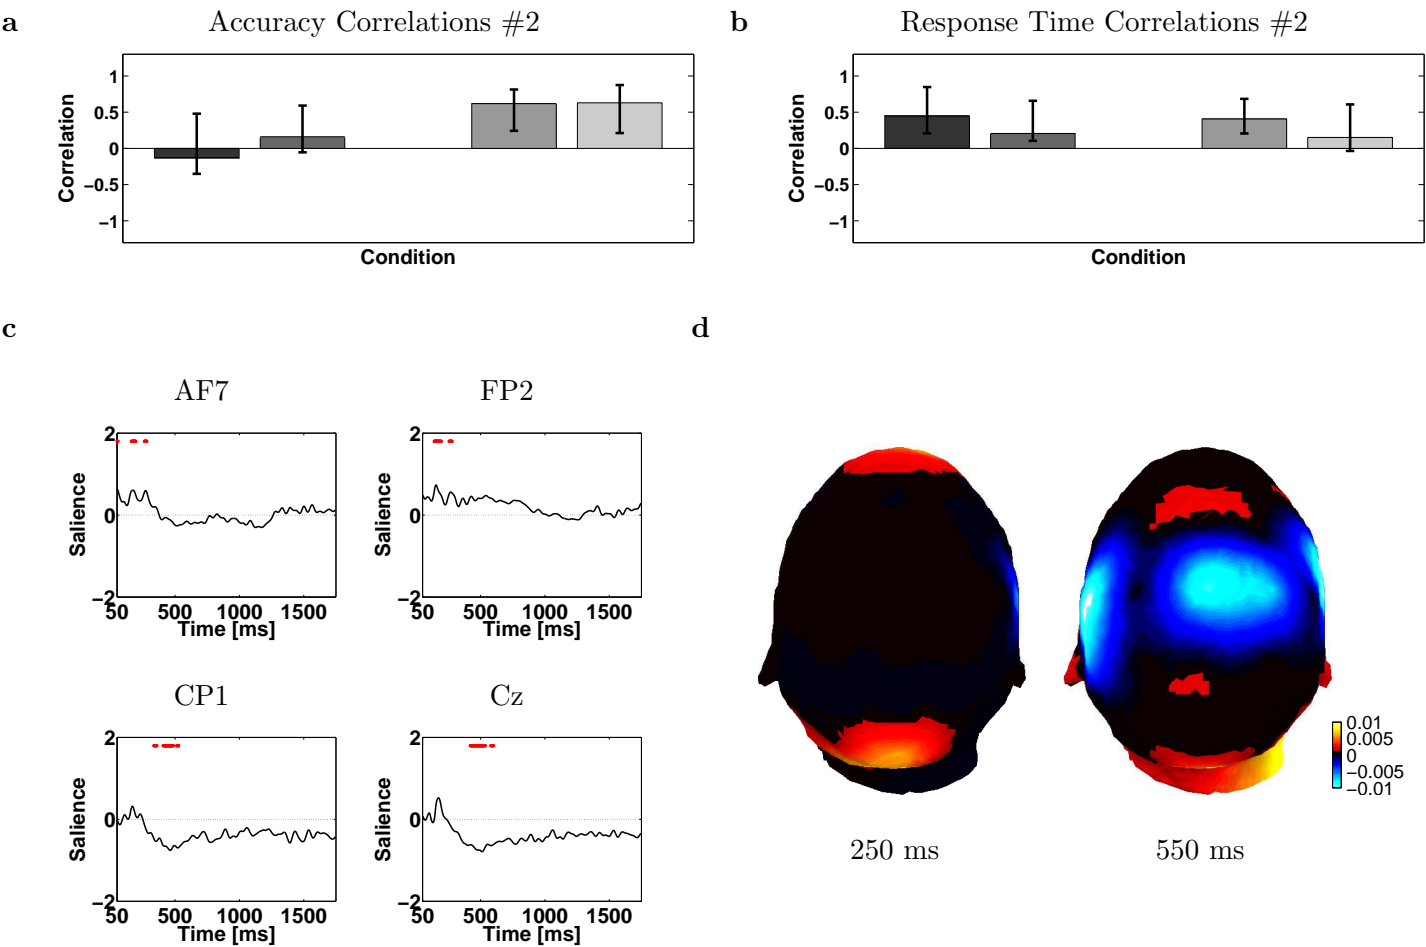 a
Accuracy Correlations #2
1
0.5
0
−0.5
−1
Correlation
Condition
b
Response Time Correlations #2
1
0.5
0
−0.5
−1
Correlation
Condition
c
AF7
2
0
−2
Salience
50 500 1000 1500
Time [ms]
FP2
2
0
−2
Salience
50 500 1000 1500
Time [ms]
CP1
2
0
−2
Salience
50 500 1000 1500
Time [ms]
Cz
2
0
−2
Salience
50 500 1000 1500
Time [ms]
d
0.01
0.005
0
−0.005
−0.01
250 ms
550 ms